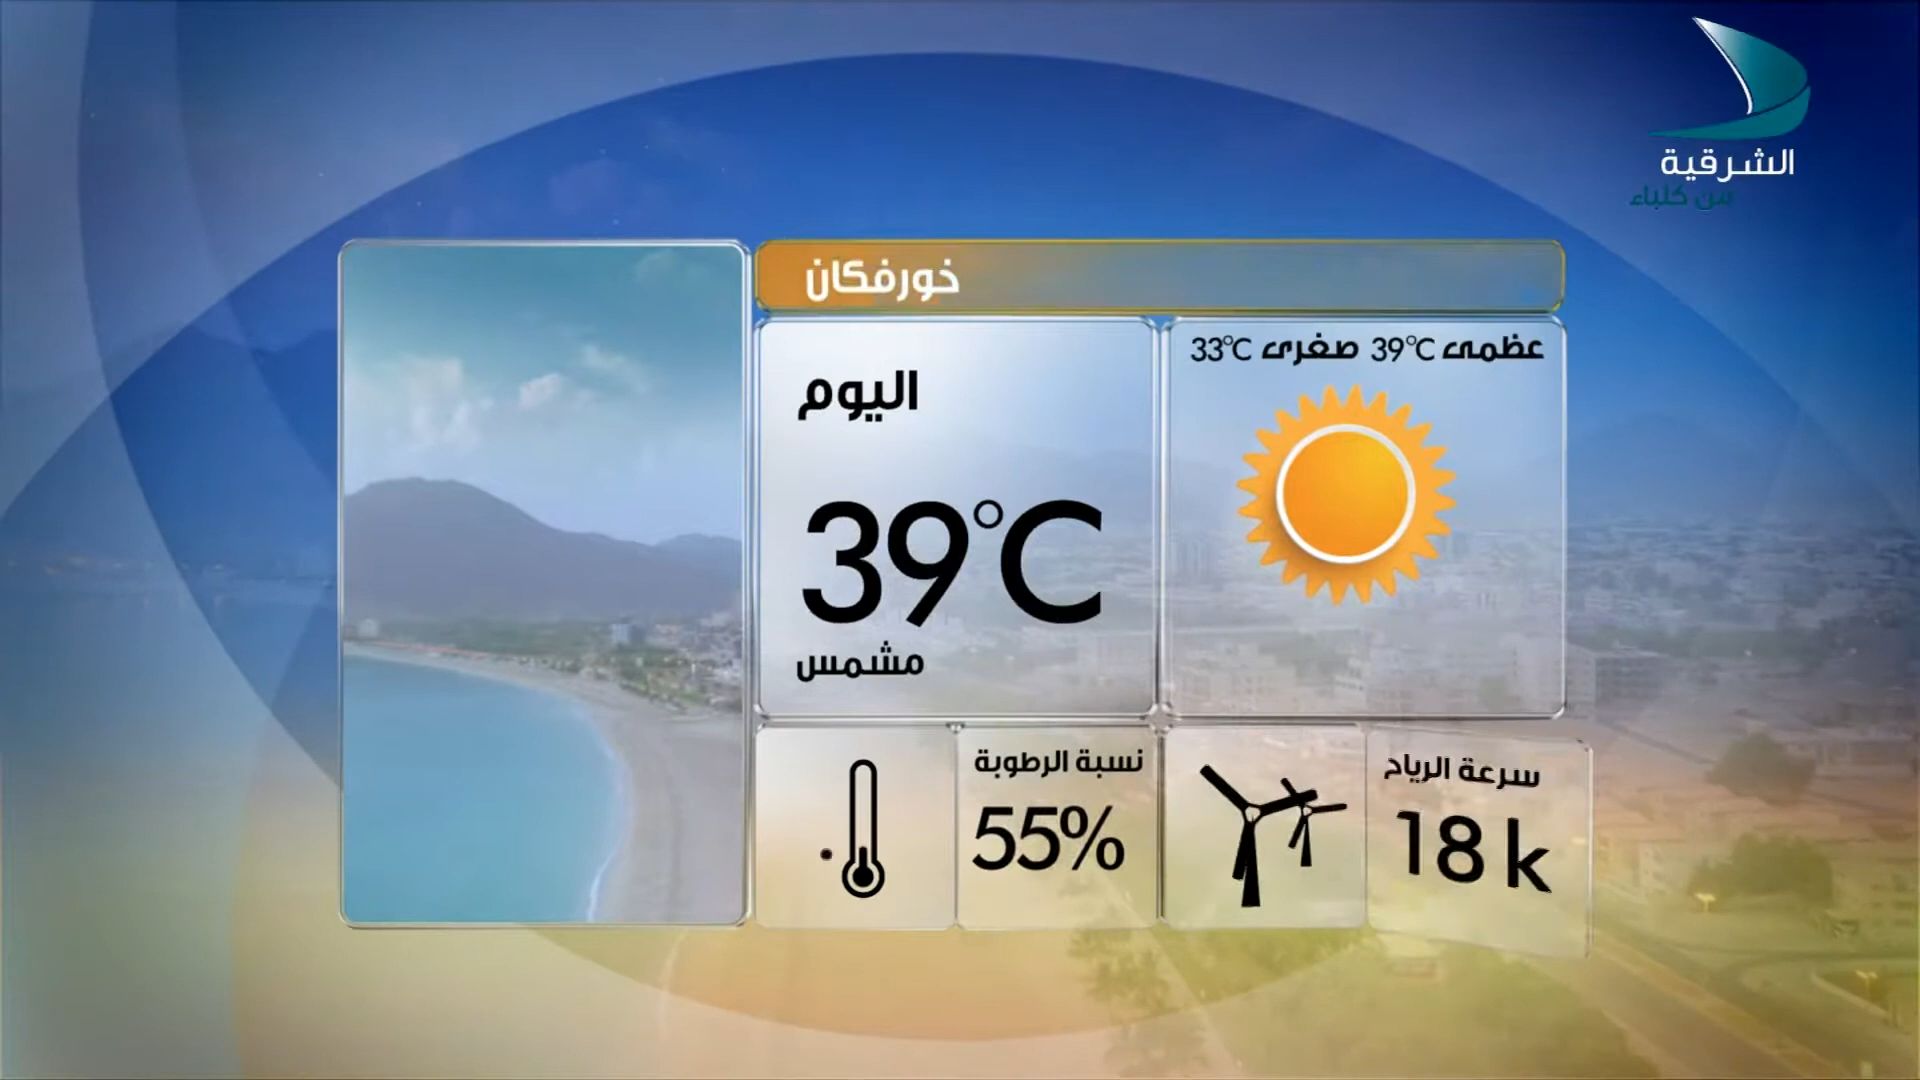 الشرقية
من كلباء
خورفكان
عظمى 39°C صغرى 33°C
اليوم
39°C
مشمس
نسبة الرطوبة
55%
سرعة الرياح
18 k